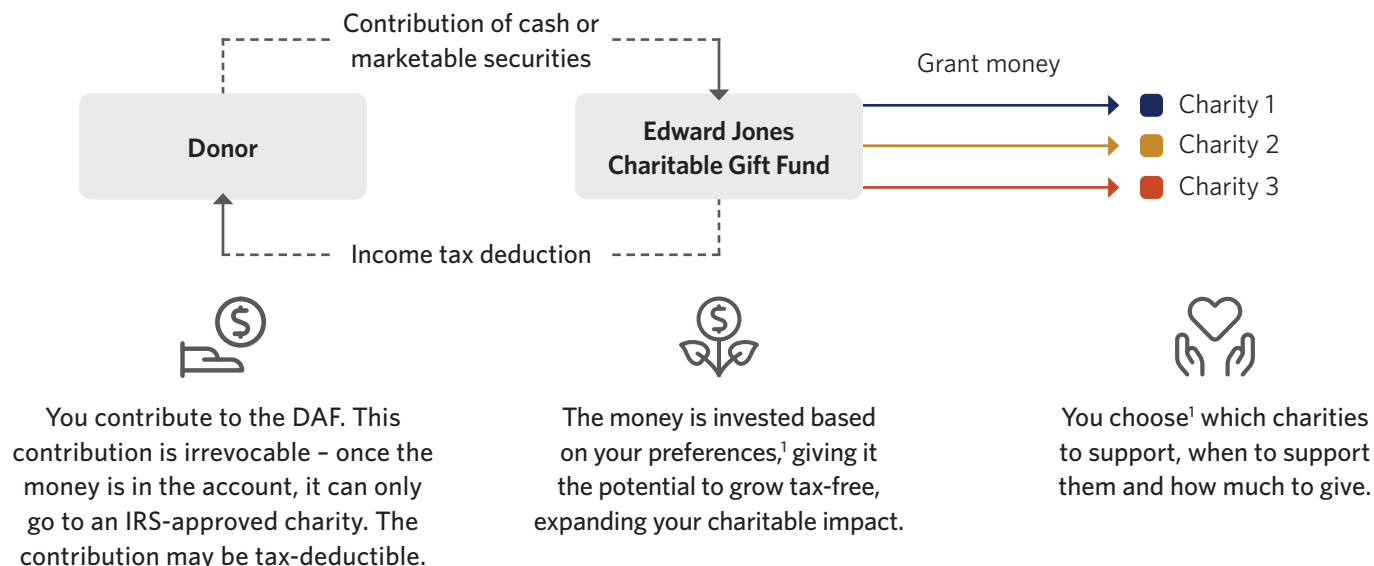 Contribution of cash or
marketable securities
Grant money
Donor
Edward Jones
Charitable Gift Fund
Charity 1
Charity 2
Charity 3
Income tax deduction
$
$
You contribute to the DAF. This
contribution is irrevocable – once the
money is in the account, it can only
go to an IRS-approved charity. The
contribution may be tax-deductible.
The money is invested based
on your preferences,¹ giving it
the potential to grow tax-free,
expanding your charitable impact.
You choose¹ which charities
to support, when to support
them and how much to give.